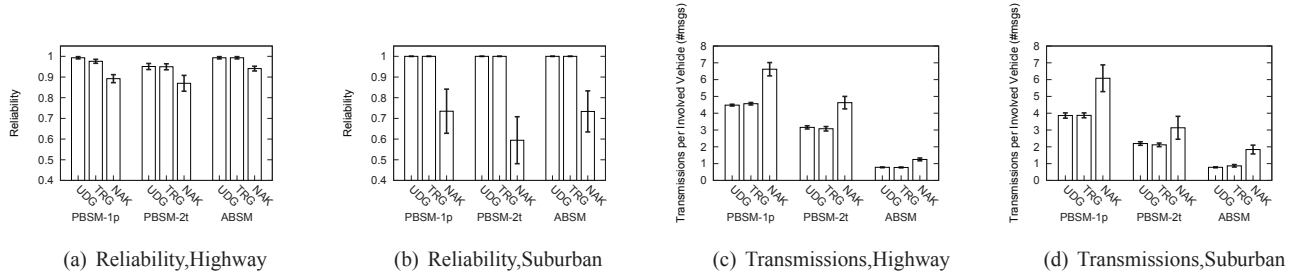 Reliability
1
0.9
0.8
0.7
0.6
0.5
0.4
UDG TRG NAK UDG TRG NAK UDG TRG NAK
PBSM-1p PBSM-2t ABSM
(a) Reliability,Highway
Reliability
1
0.9
0.8
0.7
0.6
0.5
0.4
UDG TRG NAK UDG TRG NAK UDG TRG NAK
PBSM-1p PBSM-2t ABSM
(b) Reliability,Suburban
Transmissions per Involved Vehicle (#msgs)
8
7
6
5
4
3
2
1
0
UDG TRG NAK UDG TRG NAK UDG TRG NAK
PBSM-1p PBSM-2t ABSM
(c) Transmissions,Highway
Transmissions per Involved Vehicle (#msgs)
8
7
6
5
4
3
2
1
0
UDG TRG NAK UDG TRG NAK UDG TRG NAK
PBSM-1p PBSM-2t ABSM
(d) Transmissions,Suburban